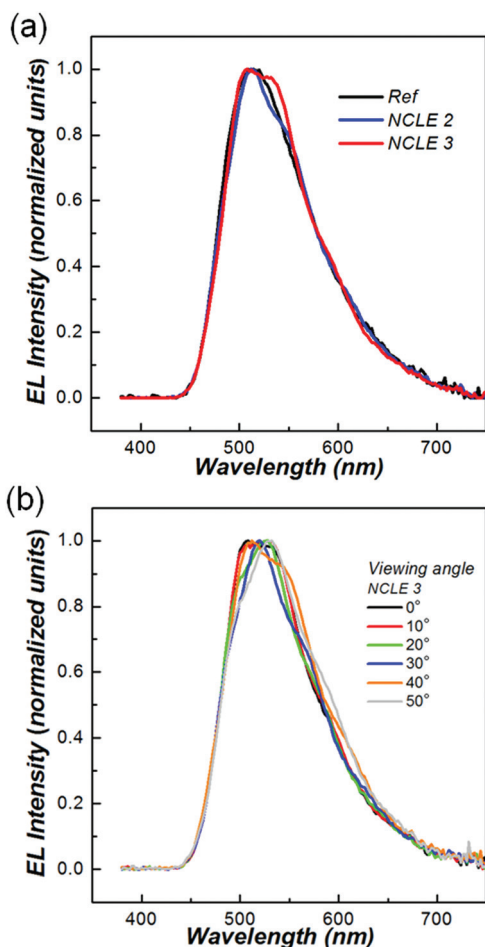 (a)
EL Intensity (normalized units)
1.0
0.8
0.6
0.4
0.2
0.0
Ref
NCLE 2
NCLE 3
400 500 600 700
Wavelength (nm)
(b)
EL Intensity (normalized units)
1.0
0.8
0.6
0.4
0.2
0.0
Viewing angle
NCLE 3
0°
10°
20°
30°
40°
50°
400 500 600 700
Wavelength (nm)